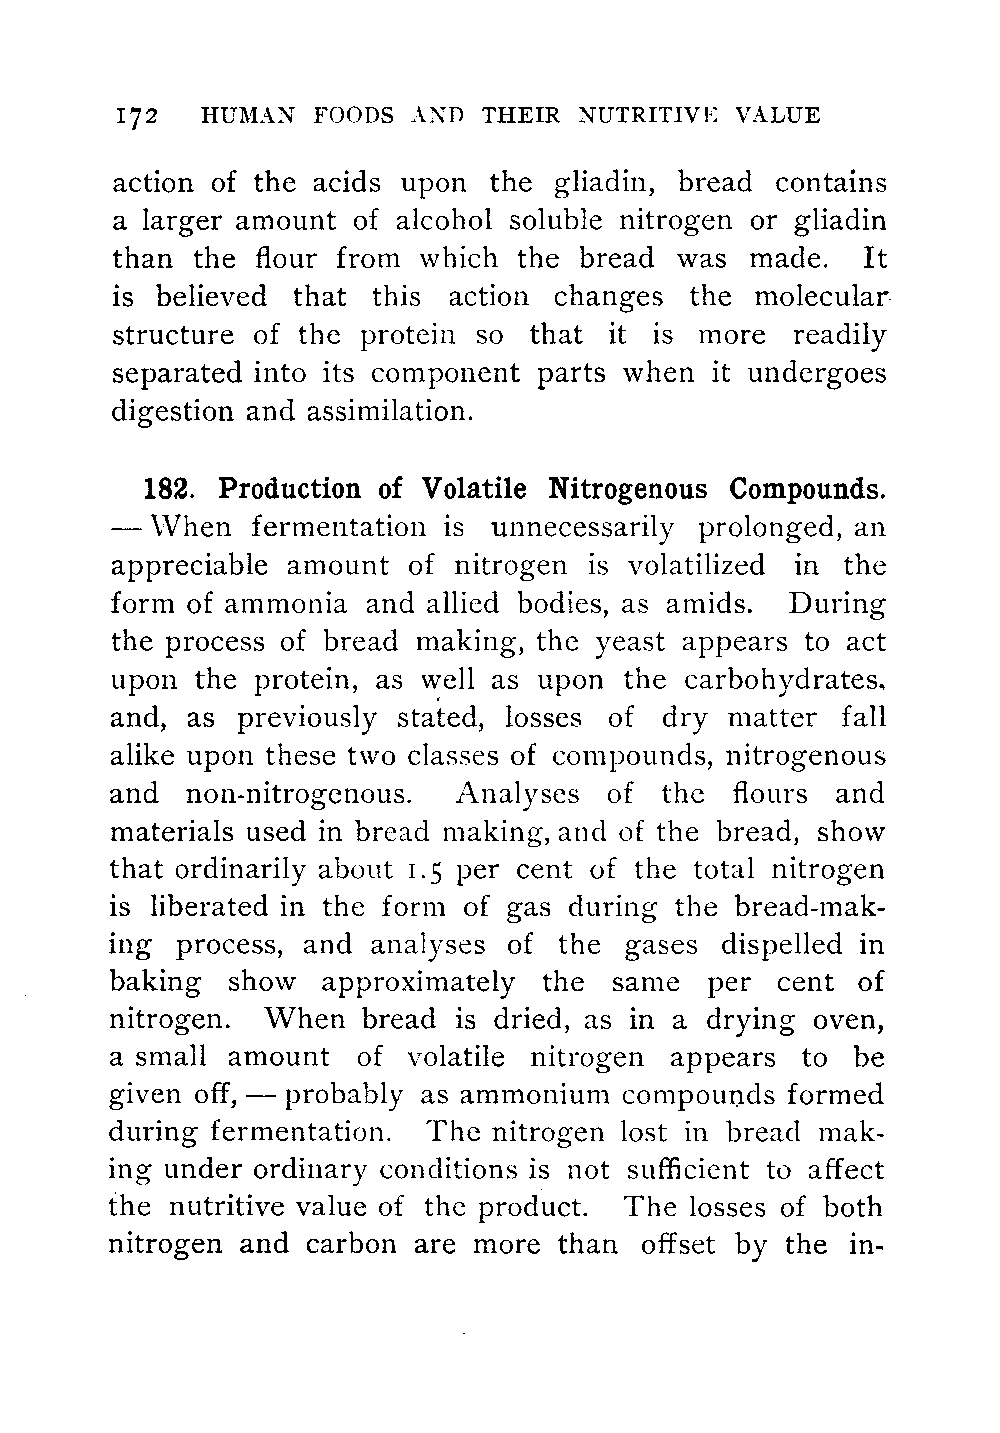 172 HUMAN FOODS AND THEIR NUTRITIVE VALUE
action of the acids upon the gliadin, bread contains
a larger amount of alcohol soluble nitrogen or gliadin
than the flour from which the bread was made. It
is believed that this action changes the molecular
structure of the protein so that it is more readily
separated into its component parts when it undergoes
digestion and assimilation.
182. Production of Volatile Nitrogenous Compounds.
— When fermentation is unnecessarily prolonged, an
appreciable amount of nitrogen is volatilized in the
form of ammonia and allied bodies, as amids. During
the process of bread making, the yeast appears to act
upon the protein, as well as upon the carbohydrates,
and, as previously stated, losses of dry matter fall
alike upon these two classes of compounds, nitrogenous
and non-nitrogenous. Analyses of the flours and
materials used in bread making, and of the bread, show
that ordinarily about 1.5 per cent of the total nitrogen
is liberated in the form of gas during the bread-mak-
ing process, and analyses of the gases dispelled in
baking show approximately the same per cent of
nitrogen. When bread is dried, as in a drying oven,
a small amount of volatile nitrogen appears to be
given off, — probably as ammonium compounds formed
during fermentation. The nitrogen lost in bread mak-
ing under ordinary conditions is not sufficient to affect
the nutritive value of the product. The losses of both
nitrogen and carbon are more than offset by the in-